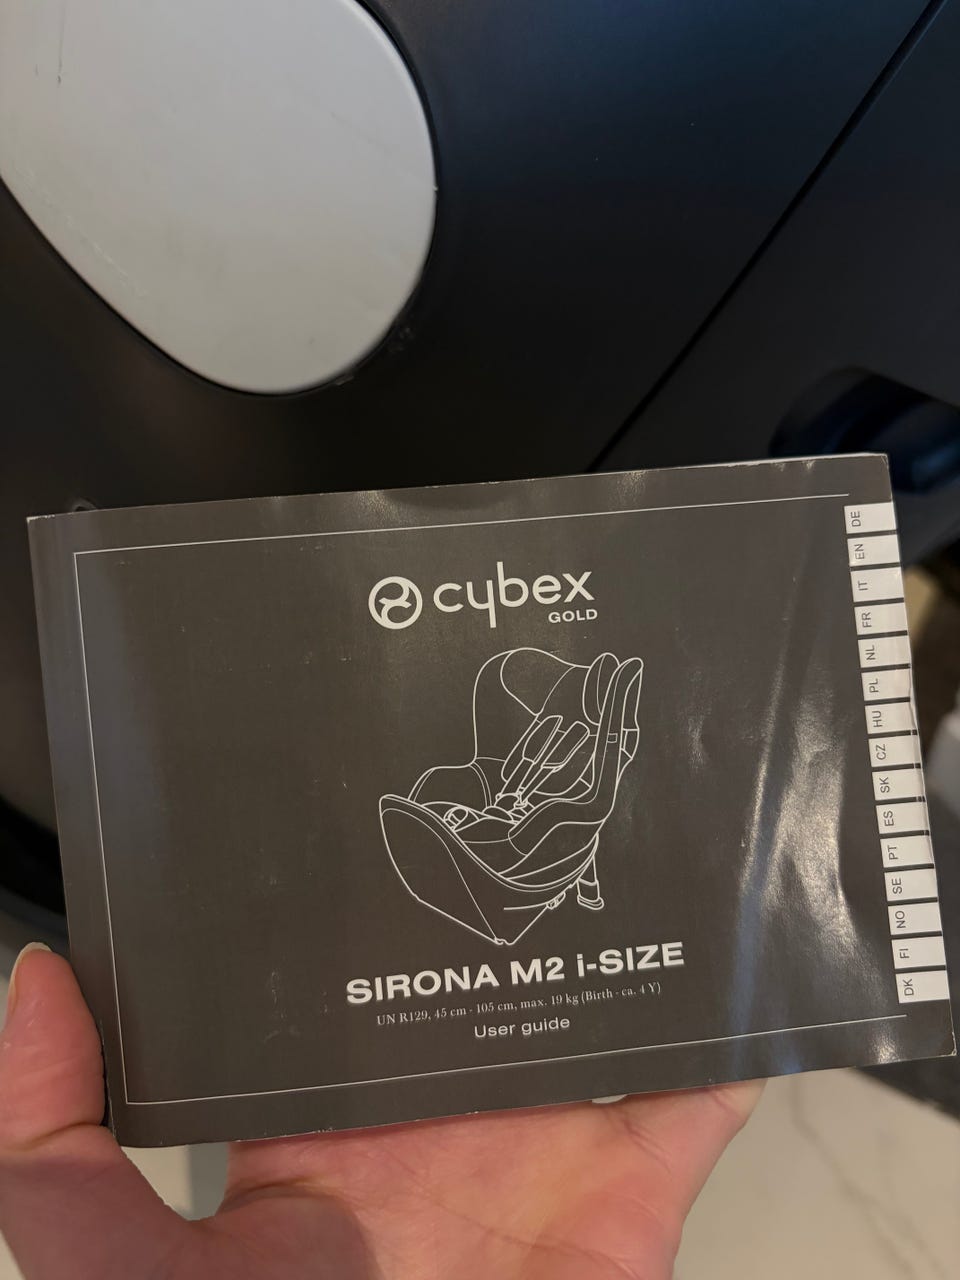 cybex
GOLD
SIRONA M2 i-SIZE
UN R129, 45 cm - 105 cm, max. 19 kg (Birth - ca. 4 Y)
User guide
DE
EN
IT
FR
NL
PL
HU
CZ
SK
ES
PT
SE
NO
FI
DK